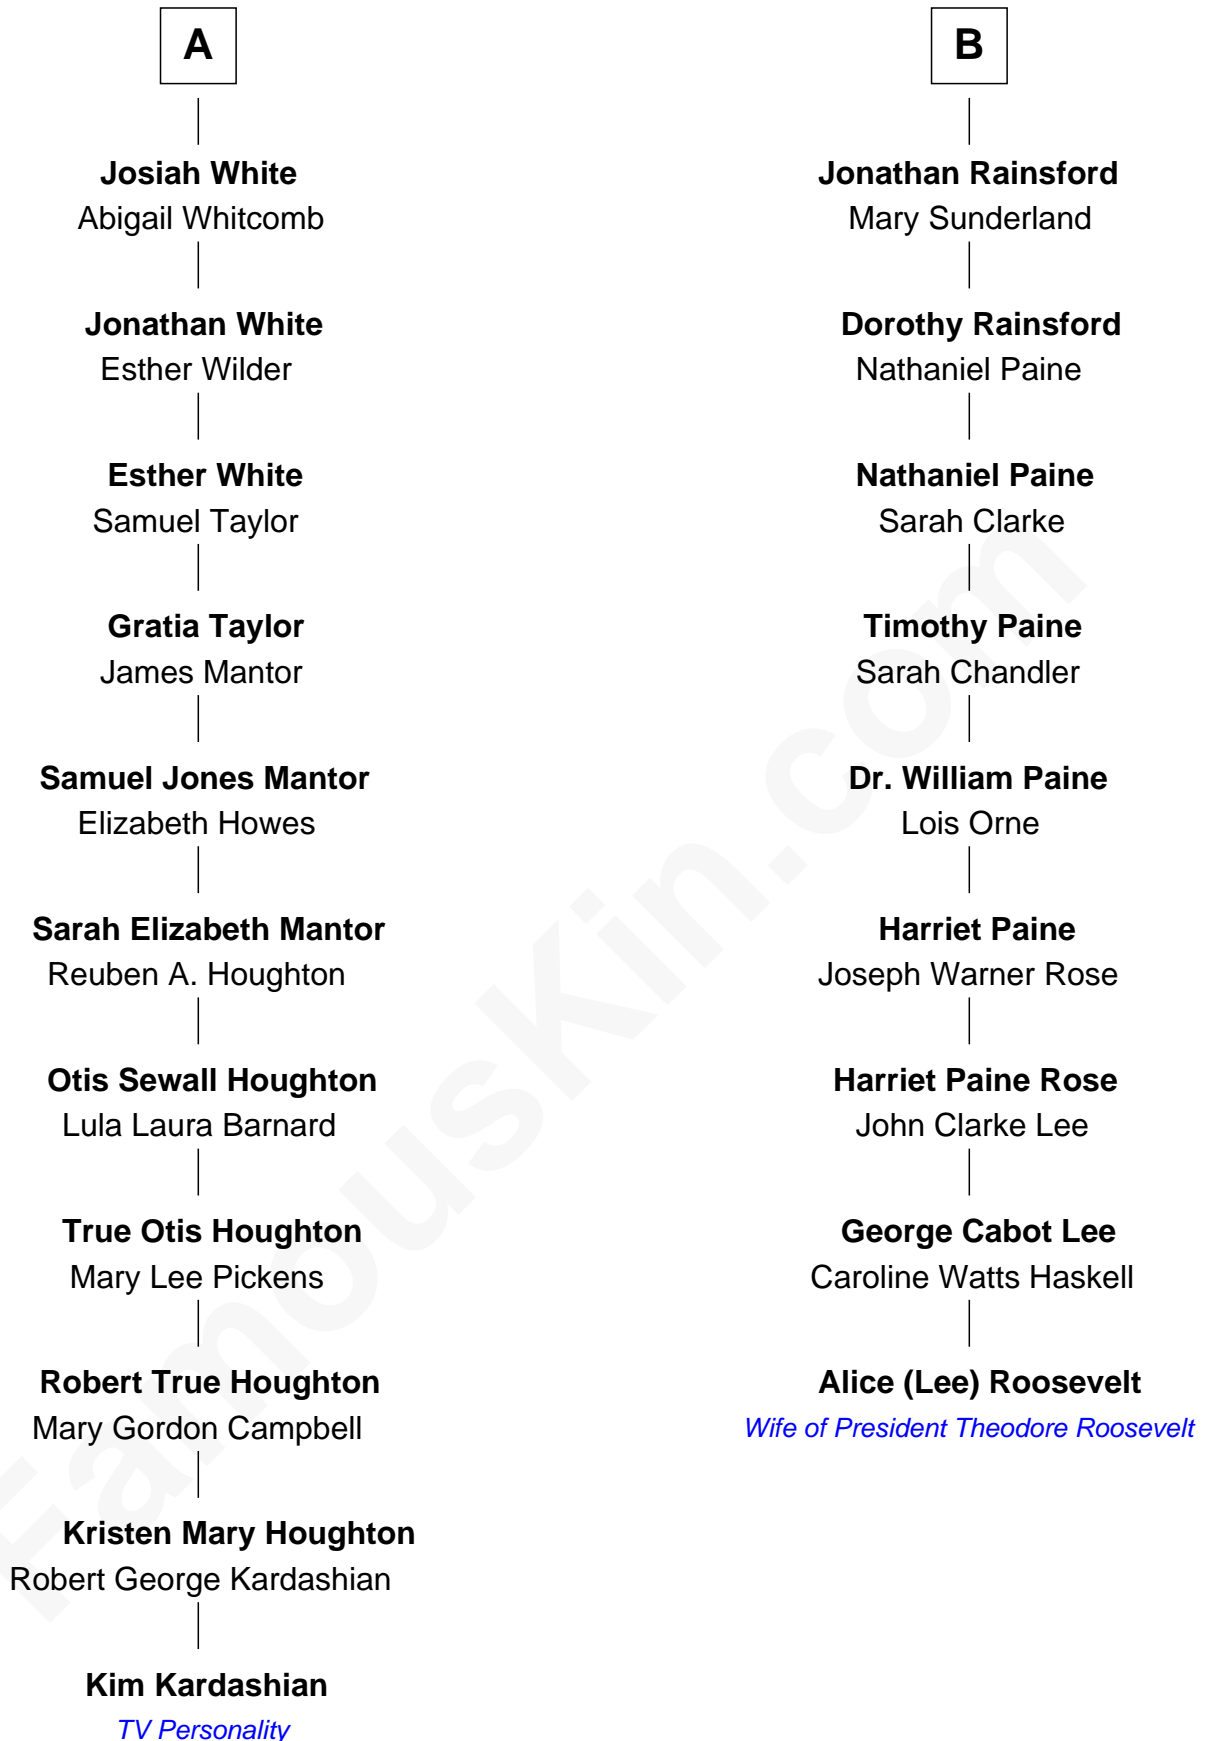 A
Josiah White
Abigail Whitcomb
Jonathan White
Esther Wilder
Esther White
Samuel Taylor
Gratia Taylor
James Mantor
Samuel Jones Mantor
Elizabeth Howes
Sarah Elizabeth Mantor
Reuben A. Houghton
Otis Sewall Houghton
Lula Laura Barnard
True Otis Houghton
Mary Lee Pickens
Robert True Houghton
Mary Gordon Campbell
Kristen Mary Houghton
Robert George Kardashian
Kim Kardashian
TV Personality
B
Jonathan Rainsford
Mary Sunderland
Dorothy Rainsford
Nathaniel Paine
Nathaniel Paine
Sarah Clarke
Timothy Paine
Sarah Chandler
Dr. William Paine
Lois Orne
Harriet Paine
Joseph Warner Rose
Harriet Paine Rose
John Clarke Lee
George Cabot Lee
Caroline Watts Haskell
Alice (Lee) Roosevelt
Wife of President Theodore Roosevelt
FamousKin.com